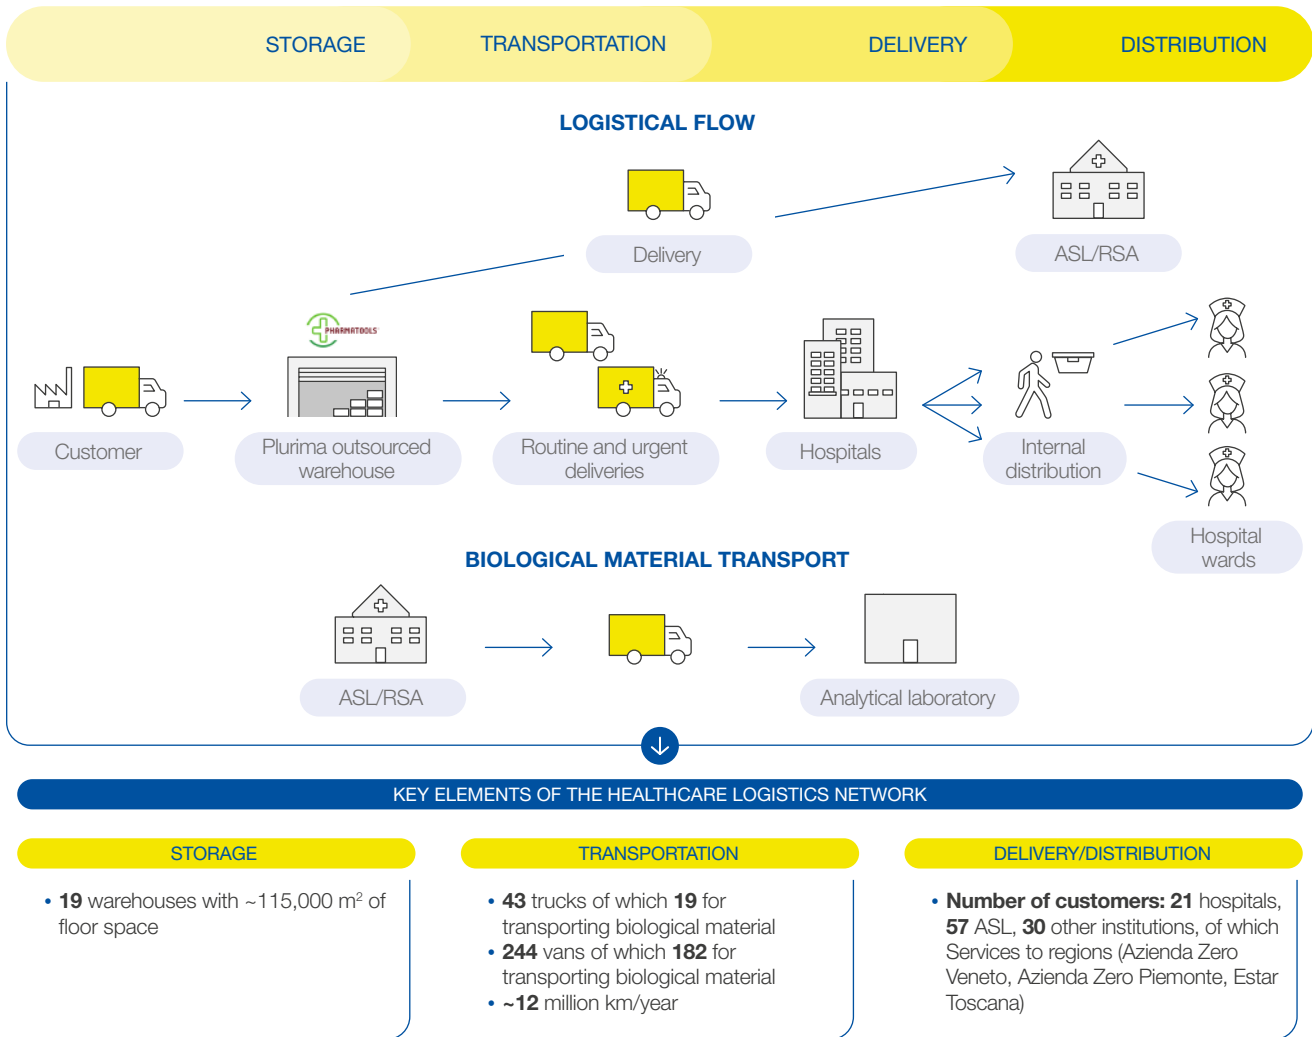 STORAGE
TRANSPORTATION
DELIVERY
DISTRIBUTION
LOGISTICAL FLOW
Delivery
ASL/RSA
PHARMATOOLS
Customer
Plurima outsourced
warehouse
Routine and urgent
deliveries
Hospitals
Internal
distribution
Hospital
wards
BIOLOGICAL MATERIAL TRANSPORT
ASL/RSA
Analytical laboratory
KEY ELEMENTS OF THE HEALTHCARE LOGISTICS NETWORK
STORAGE
• 19 warehouses with ~115,000 m² of
floor space
TRANSPORTATION
• 43 trucks of which 19 for
transporting biological material
• 244 vans of which 182 for
transporting biological material
• ~12 million km/year
DELIVERY/DISTRIBUTION
• Number of customers: 21 hospitals,
57 ASL, 30 other institutions, of which
Services to regions (Azienda Zero
Veneto, Azienda Zero Piemonte, Estar
Toscana)